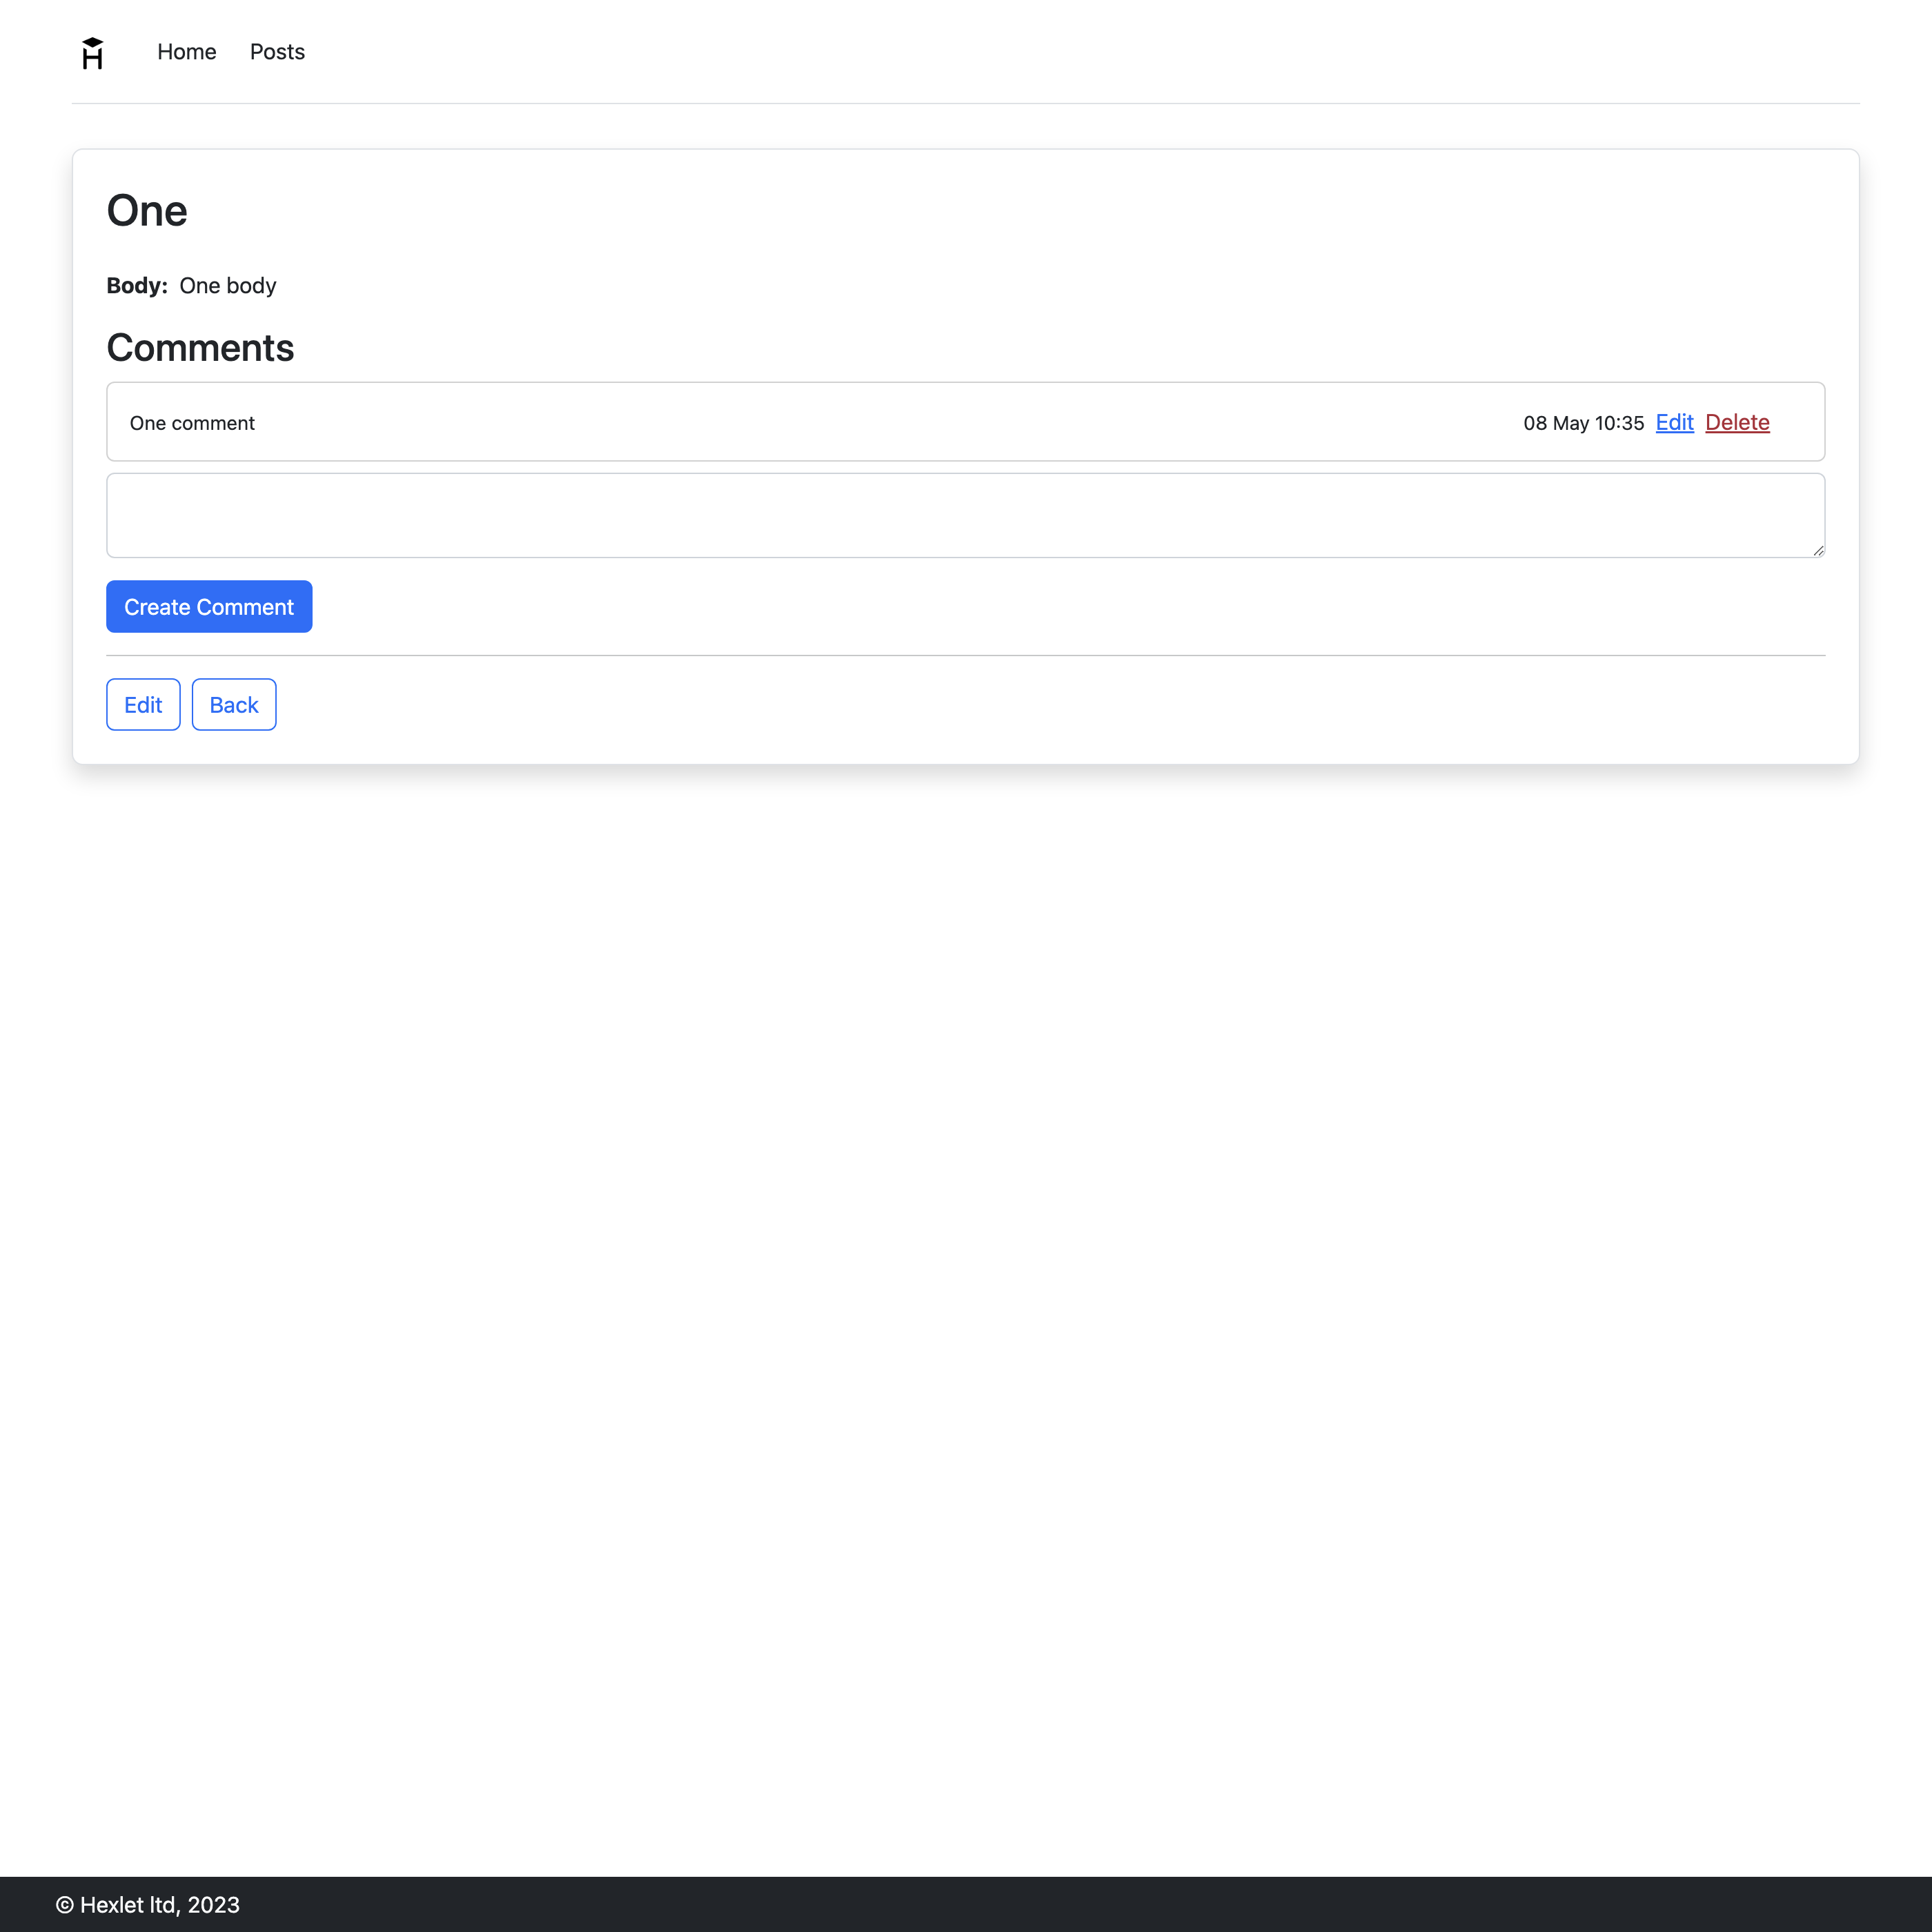 Home Posts
One
Body: One body
Comments
One comment 08 May 10:35 Edit Delete
Create Comment
Edit Back
© Hexlet ltd, 2023